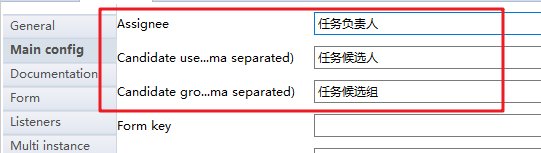 General
Main config
Documentation
Form
Listeners
Multi instance
Assignee 任务负责人
Candidate use...ma separated) 任务候选人
Candidate gro...ma separated) 任务候选组
Form key